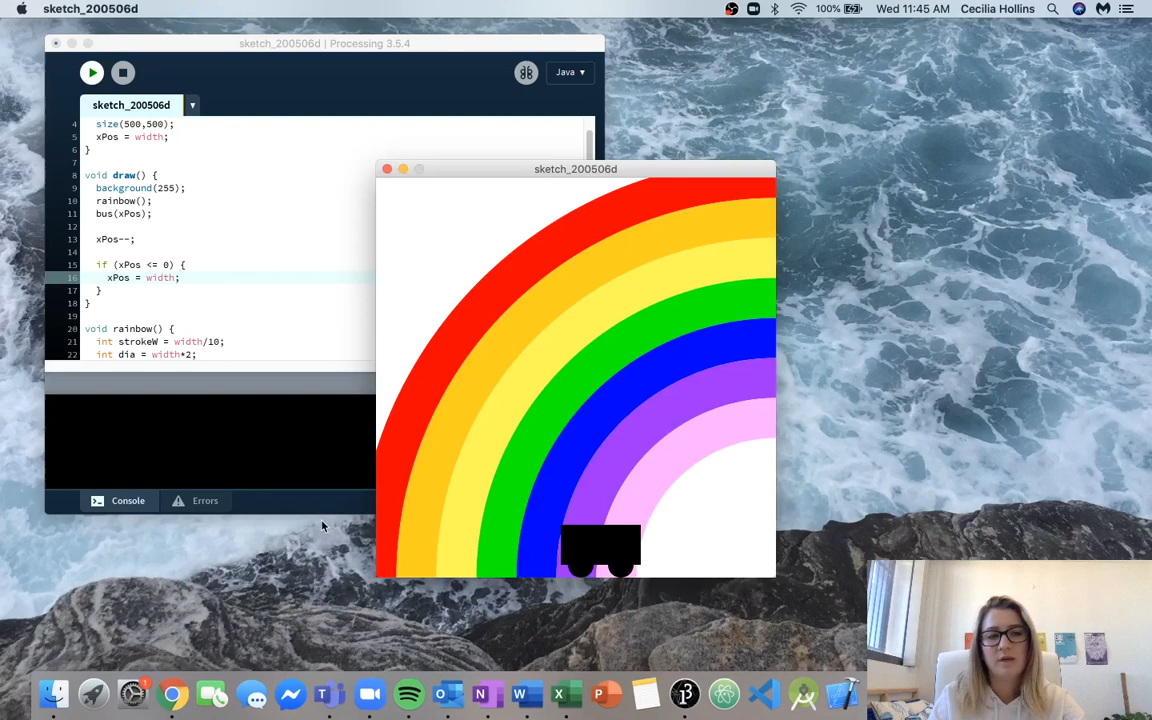 sketch_200506d
100%
Wed 11:45 AM
Cecilia Hollins
sketch_200506d | Processing 3.5.4
Java ▾
sketch_200506d
4 size(500,500);
5 xPos = width;
6 }
7
8 void draw() {
9 background(255);
10 rainbow();
11 bus(xPos);
12
13 xPos--;
14
15 if (xPos <= 0) {
16 xPos = width;
17 }
18 }
19
20 void rainbow() {
21 int strokeW = width/10;
22 int dia = width*2;
Console
Errors
sketch_200506d
1